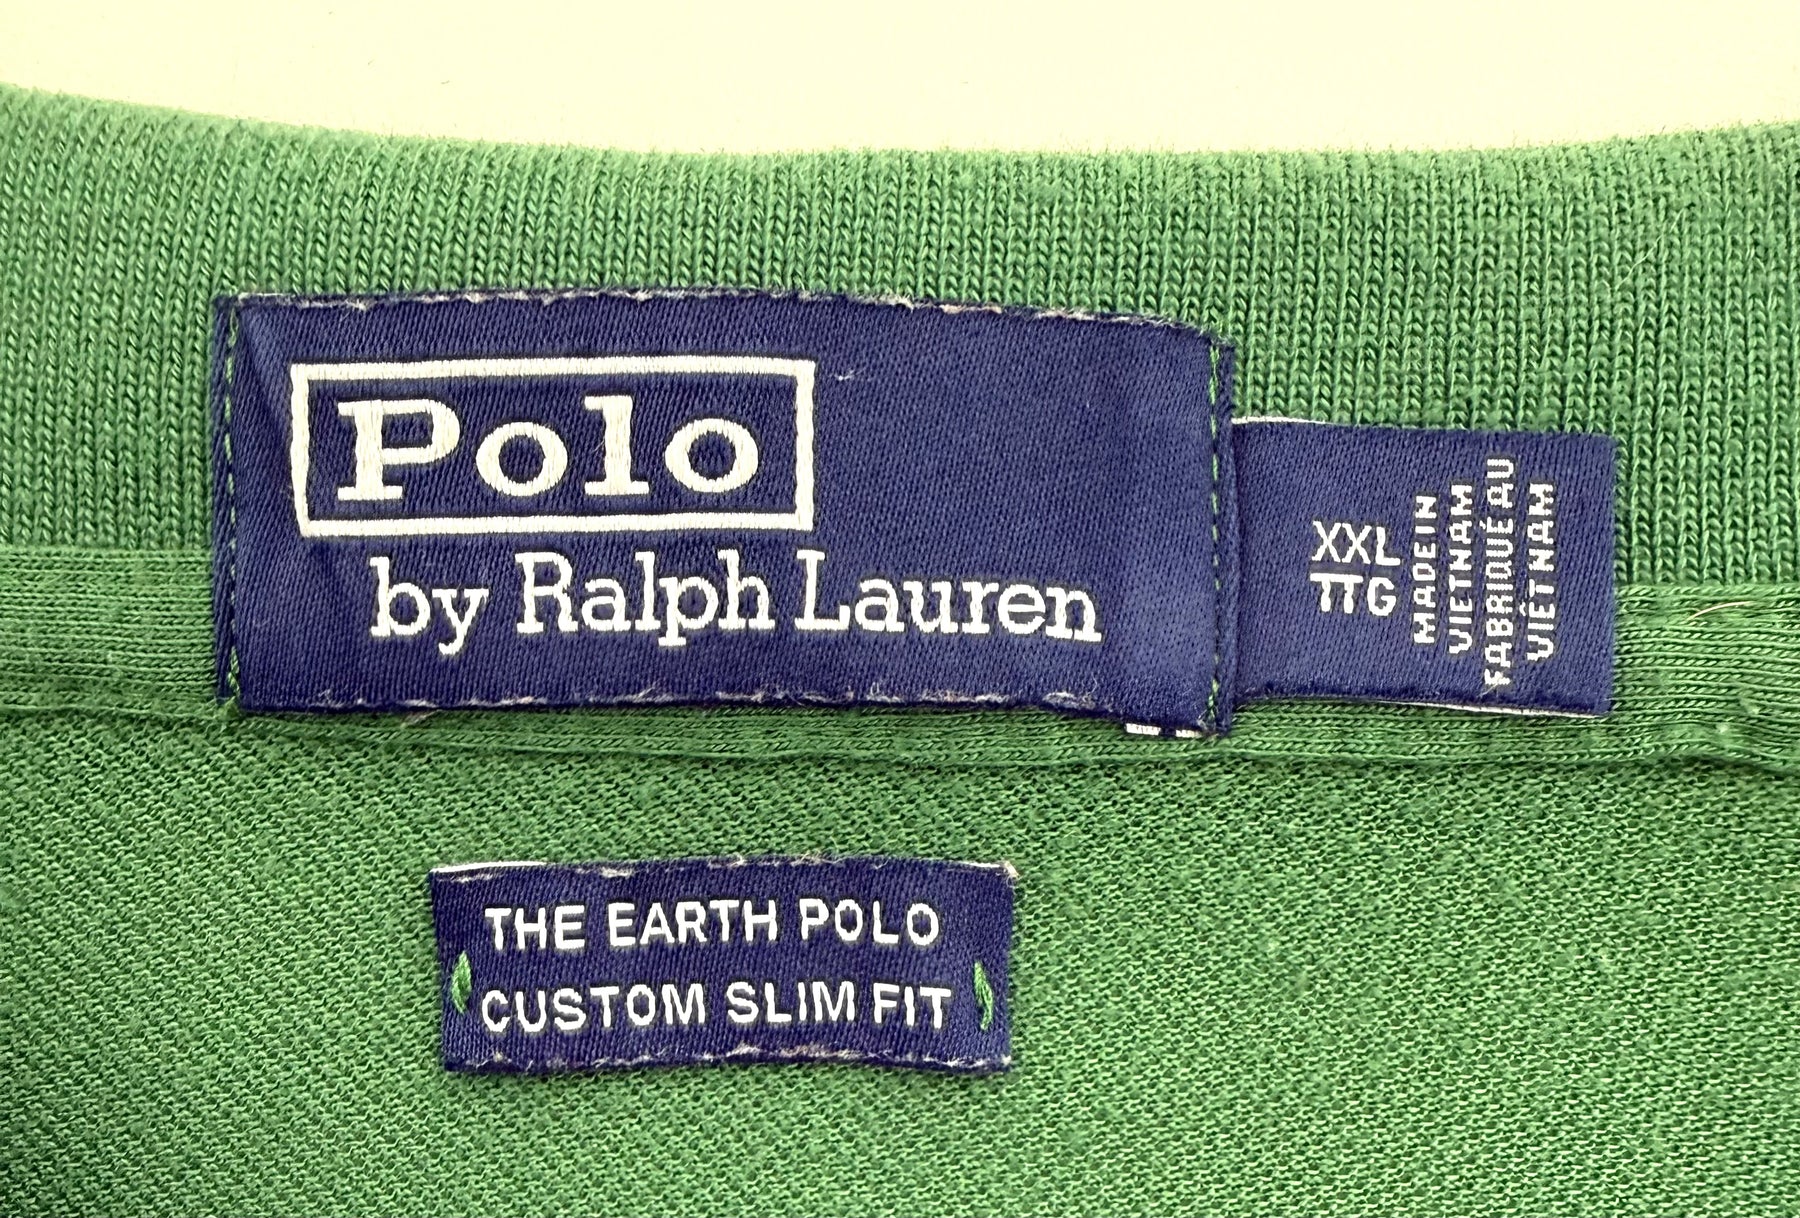 Polo
by Ralph Lauren
XXL
TTG
MADE IN
VIETNAM
FABRIQUÉ AU
VIÊTNAM
THE EARTH POLO
CUSTOM SLIM FIT